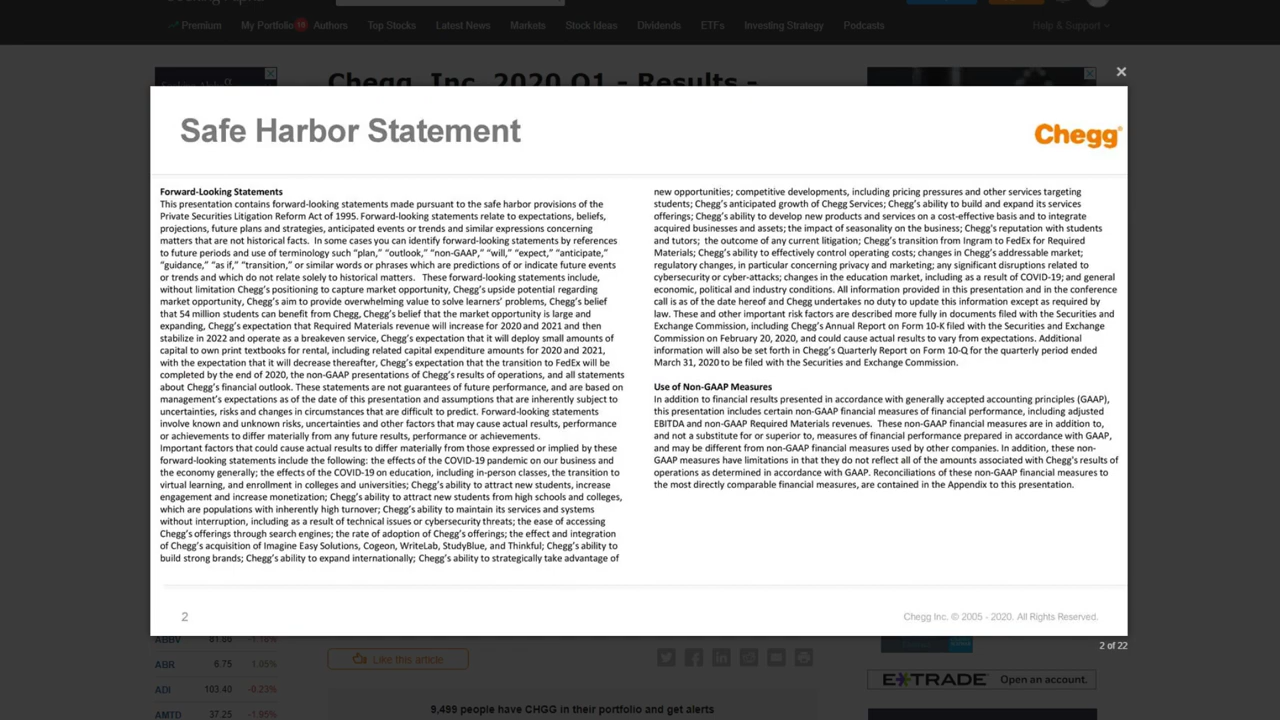 Premium
My Portfolio 16
Authors
Top Stocks
Latest News
Markets
Stock Ideas
Dividends
ETFs
Investing Strategy
Podcasts
Help & Support
Chegg, Inc. 2020 Q1 - Results -
Safe Harbor Statement
Chegg®
Forward-Looking Statements
This presentation contains forward-looking statements made pursuant to the safe harbor provisions of the
Private Securities Litigation Reform Act of 1995. Forward-looking statements relate to expectations, beliefs,
projections, future plans and strategies, anticipated events or trends and similar expressions concerning
matters that are not historical facts. In some cases you can identify forward-looking statements by references
to future periods and use of terminology such “plan,” “outlook,” “non-GAAP,” “will,” “expect,” “anticipate,”
“guidance,” “as if,” “transition,” or similar words or phrases which are predictions of or indicate future events
or trends and which do not relate solely to historical matters. These forward-looking statements include,
without limitation Chegg’s positioning to capture market opportunity, Chegg’s upside potential regarding
market opportunity, Chegg’s aim to provide overwhelming value to solve learners’ problems, Chegg’s belief
that 54 million students can benefit from Chegg, Chegg’s belief that the market opportunity is large and
expanding, Chegg’s expectation that Required Materials revenue will increase for 2020 and 2021 and then
stabilize in 2022 and operate as a breakeven service, Chegg’s expectation that it will deploy small amounts of
capital to own print textbooks for rental, including related capital expenditure amounts for 2020 and 2021,
with the expectation that it will decrease thereafter, Chegg’s expectation that the transition to FedEx will be
completed by the end of 2020, the non-GAAP presentations of Chegg’s results of operations, and all statements
about Chegg’s financial outlook. These statements are not guarantees of future performance, and are based on
management’s expectations as of the date of this presentation and assumptions that are inherently subject to
uncertainties, risks and changes in circumstances that are difficult to predict. Forward-looking statements
involve known and unknown risks, uncertainties and other factors that may cause actual results, performance
or achievements to differ materially from any future results, performance or achievements.
Important factors that could cause actual results to differ materially from those expressed or implied by these
forward-looking statements include the following: the effects of the COVID-19 pandemic on our business and
the economy generally; the effects of the COVID-19 on education, including in-person classes, the transition to
virtual learning, and enrollment in colleges and universities; Chegg’s ability to attract new students, increase
engagement and increase monetization; Chegg’s ability to attract new students from high schools and colleges,
which are populations with inherently high turnover; Chegg’s ability to maintain its services and systems
without interruption, including as a result of technical issues or cybersecurity threats; the ease of accessing
Chegg’s offerings through search engines; the rate of adoption of Chegg’s offerings; the effect and integration
of Chegg’s acquisition of Imagine Easy Solutions, Cogeon, WriteLab, StudyBlue, and Thinkful; Chegg’s ability to
build strong brands; Chegg’s ability to expand internationally; Chegg’s ability to strategically take advantage of
new opportunities; competitive developments, including pricing pressures and other services targeting
students; Chegg’s anticipated growth of Chegg Services; Chegg’s ability to build and expand its services
offerings; Chegg’s ability to develop new products and services on a cost-effective basis and to integrate
acquired businesses and assets; the impact of seasonality on the business; Chegg’s reputation with students
and tutors; the outcome of any current litigation; Chegg’s transition from Ingram to FedEx for Required
Materials; Chegg’s ability to effectively control operating costs; changes in Chegg’s addressable market;
regulatory changes, in particular concerning privacy and marketing; any significant disruptions related to
cybersecurity or cyber-attacks; changes in the education market, including as a result of COVID-19; and general
economic, political and industry conditions. All information provided in this presentation and in the conference
call is as of the date hereof and Chegg undertakes no duty to update this information except as required by
law. These and other important risk factors are described more fully in documents filed with the Securities and
Exchange Commission, including Chegg’s Annual Report on Form 10-K filed with the Securities and Exchange
Commission on February 20, 2020, and could cause actual results to vary from expectations. Additional
information will also be set forth in Chegg’s Quarterly Report on Form 10-Q for the quarterly period ended
March 31, 2020 to be filed with the Securities and Exchange Commission.
Use of Non-GAAP Measures
In addition to financial results presented in accordance with generally accepted accounting principles (GAAP),
this presentation includes certain non-GAAP financial measures of financial performance, including adjusted
EBITDA and non-GAAP Required Materials revenues. These non-GAAP financial measures are in addition to,
and not a substitute for or superior to, measures of financial performance prepared in accordance with GAAP,
and may be different from non-GAAP financial measures used by other companies. In addition, these non-
GAAP measures have limitations in that they do not reflect all of the amounts associated with Chegg’s results of
operations as determined in accordance with GAAP. Reconciliations of these non-GAAP financial measures to
the most directly comparable financial measures, are contained in the Appendix to this presentation.
2
Chegg Inc. © 2005 - 2020. All Rights Reserved.
2 of 22
ABBV
ABR 6.75 1.05%
ADI 103.40 -0.23%
AMTD 37.25 -1.95%
Like this article
E*TRADE Open an account.
9,499 people have CHGG in their portfolio and get alerts